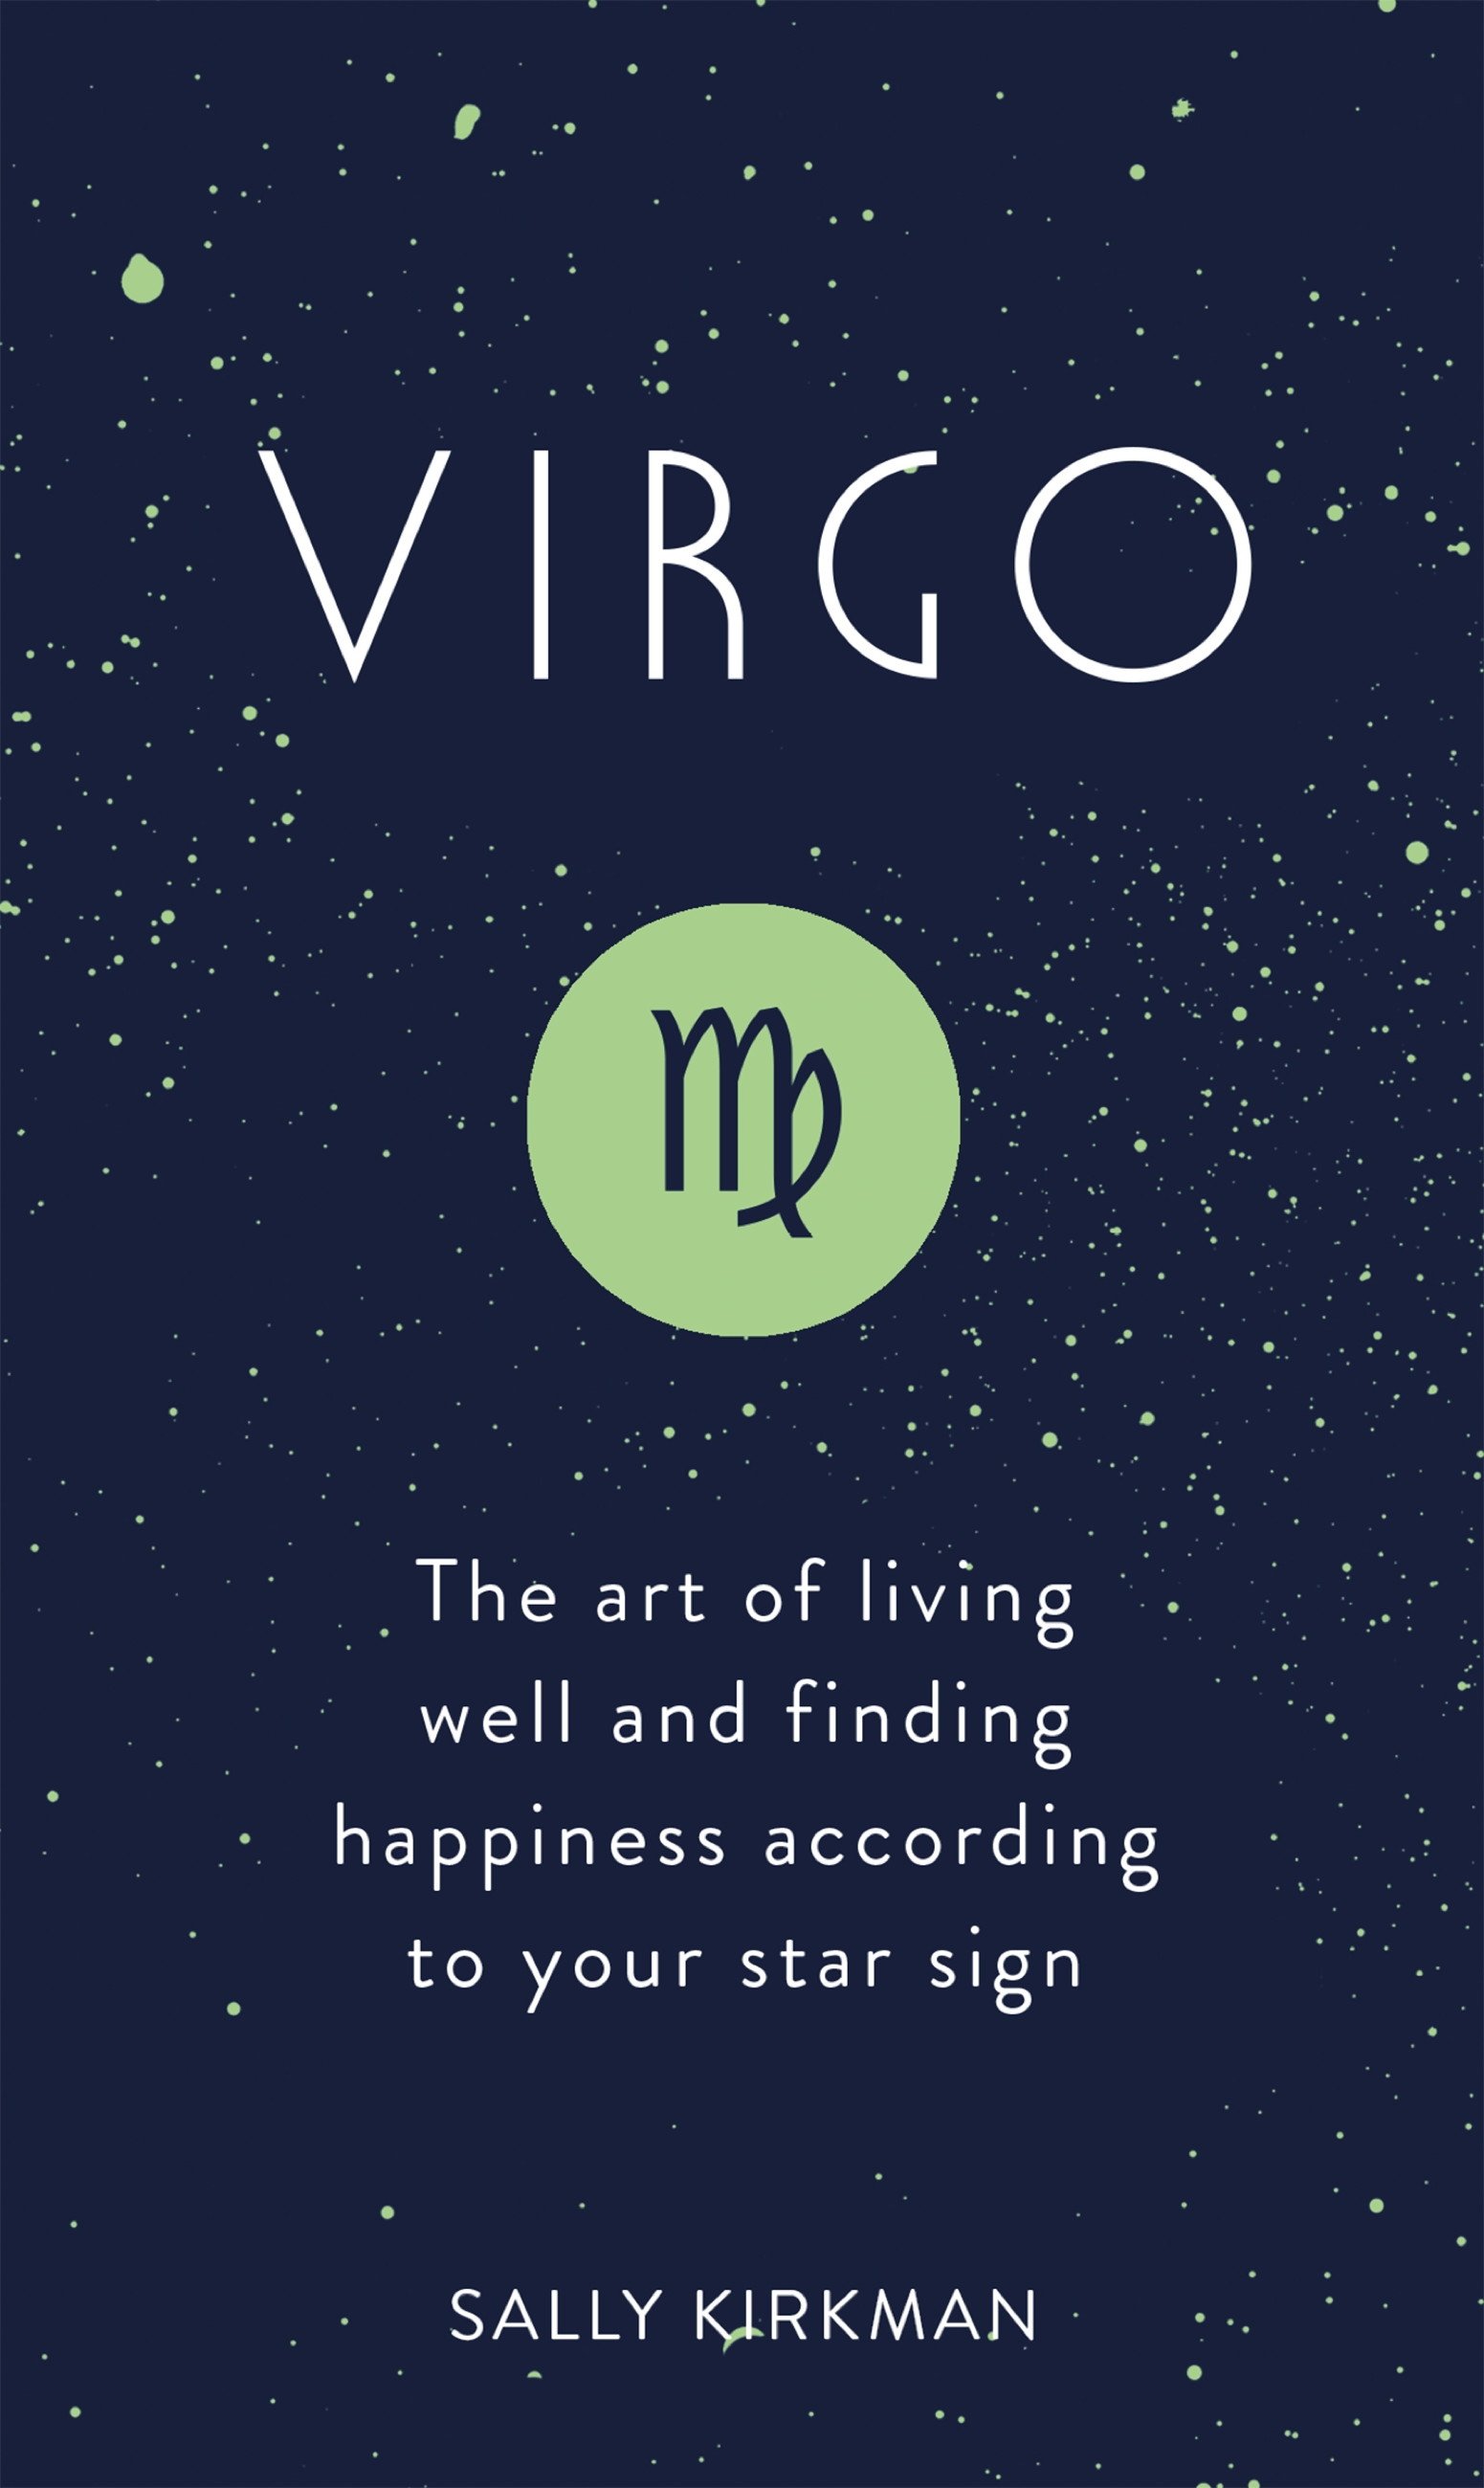 VIRGO
The art of living
well and finding
happiness according
to your star sign
SALLY KIRKMAN